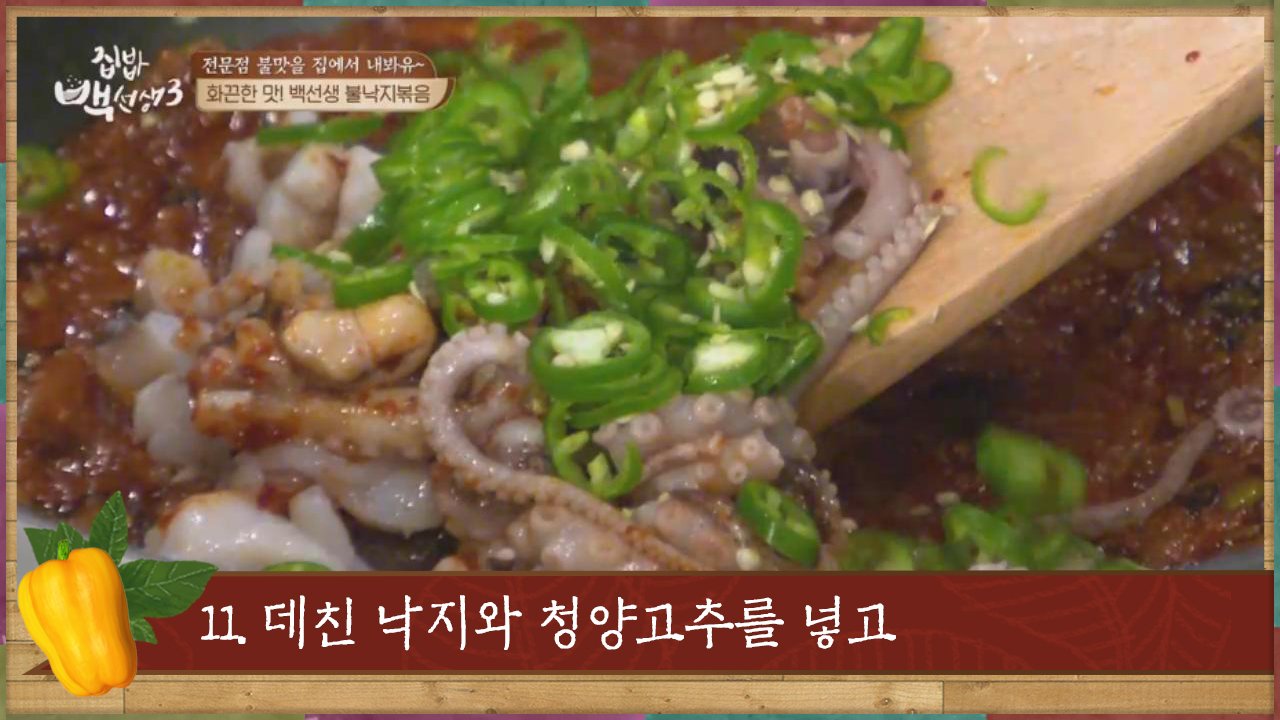 집밥
백선생3
전문점 불맛을 집에서 내봐유~
화끈한 맛! 백선생 불낙지볶음
11. 데친 낙지와 청양고추를 넣고